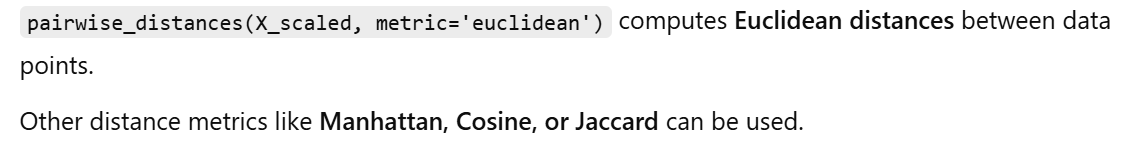 pairwise_distances(X_scaled, metric='euclidean') computes Euclidean distances between data
points.
Other distance metrics like Manhattan, Cosine, or Jaccard can be used.